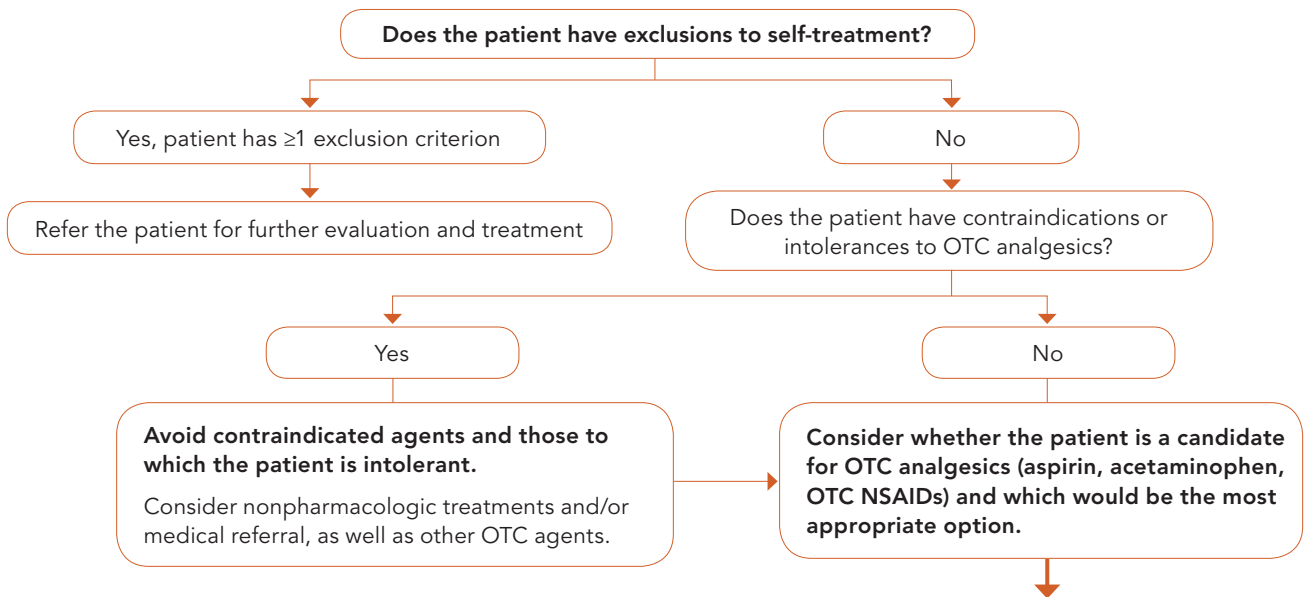 Does the patient have exclusions to self-treatment?
Yes, patient has ≥1 exclusion criterion
No
Refer the patient for further evaluation and treatment
Does the patient have contraindications or
intolerances to OTC analgesics?
Yes
No
Avoid contraindicated agents and those to
which the patient is intolerant.
Consider nonpharmacologic treatments and/or
medical referral, as well as other OTC agents.
Consider whether the patient is a candidate
for OTC analgesics (aspirin, acetaminophen,
OTC NSAIDs) and which would be the most
appropriate option.